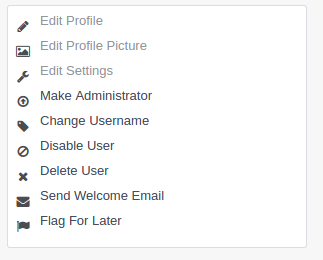 Edit Profile
Edit Profile Picture
Edit Settings
Make Administrator
Change Username
Disable User
Delete User
Send Welcome Email
Flag For Later